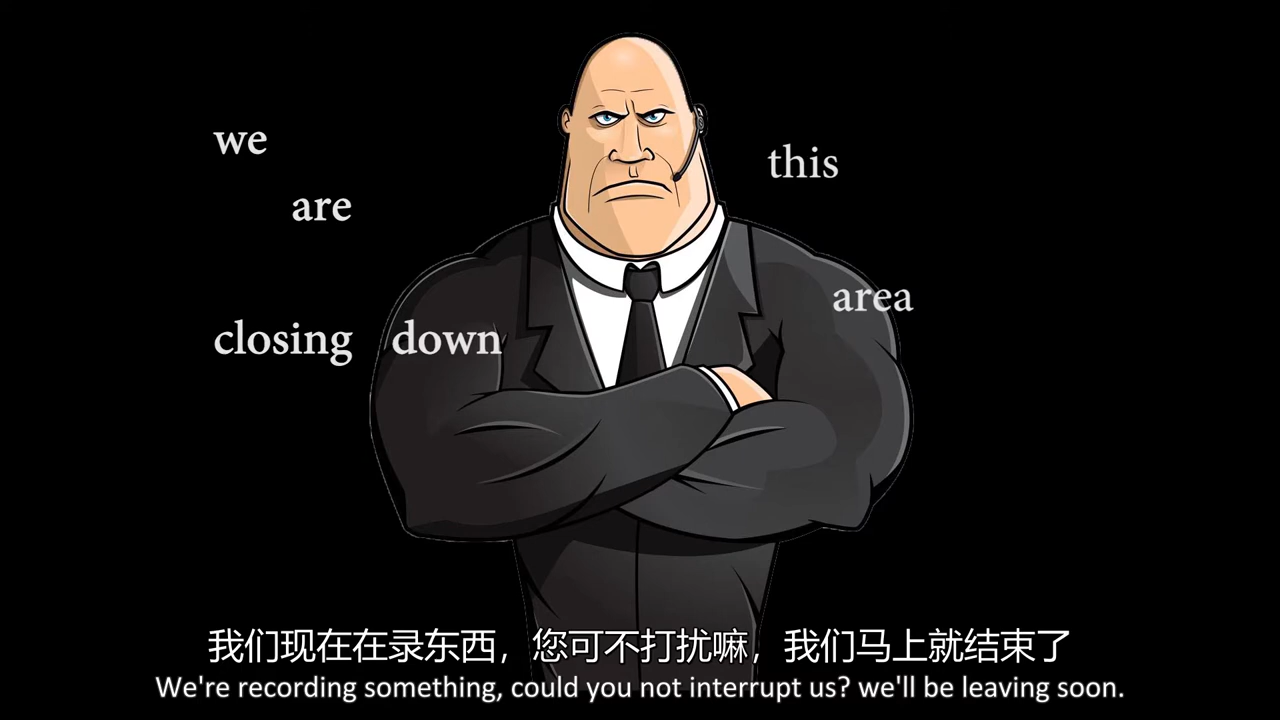 we
are
closing down
this
area
我们现在在录东西，您可不打扰嘛，我们马上就结束了
We're recording something, could you not interrupt us? we'll be leaving soon.